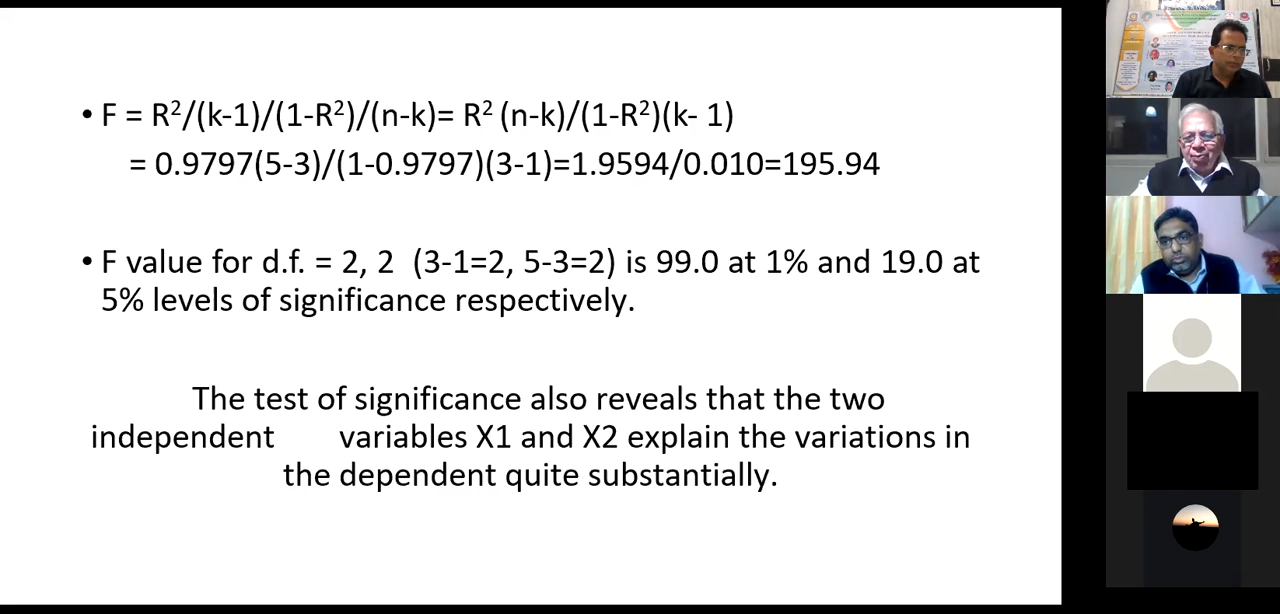 • F = R²/(k-1)/(1-R²)/(n-k)= R² (n-k)/(1-R²)(k- 1)
= 0.9797(5-3)/(1-0.9797)(3-1)=1.9594/0.010=195.94
• F value for d.f. = 2, 2 (3-1=2, 5-3=2) is 99.0 at 1% and 19.0 at
5% levels of significance respectively.
The test of significance also reveals that the two
independent variables X1 and X2 explain the variations in
the dependent quite substantially.